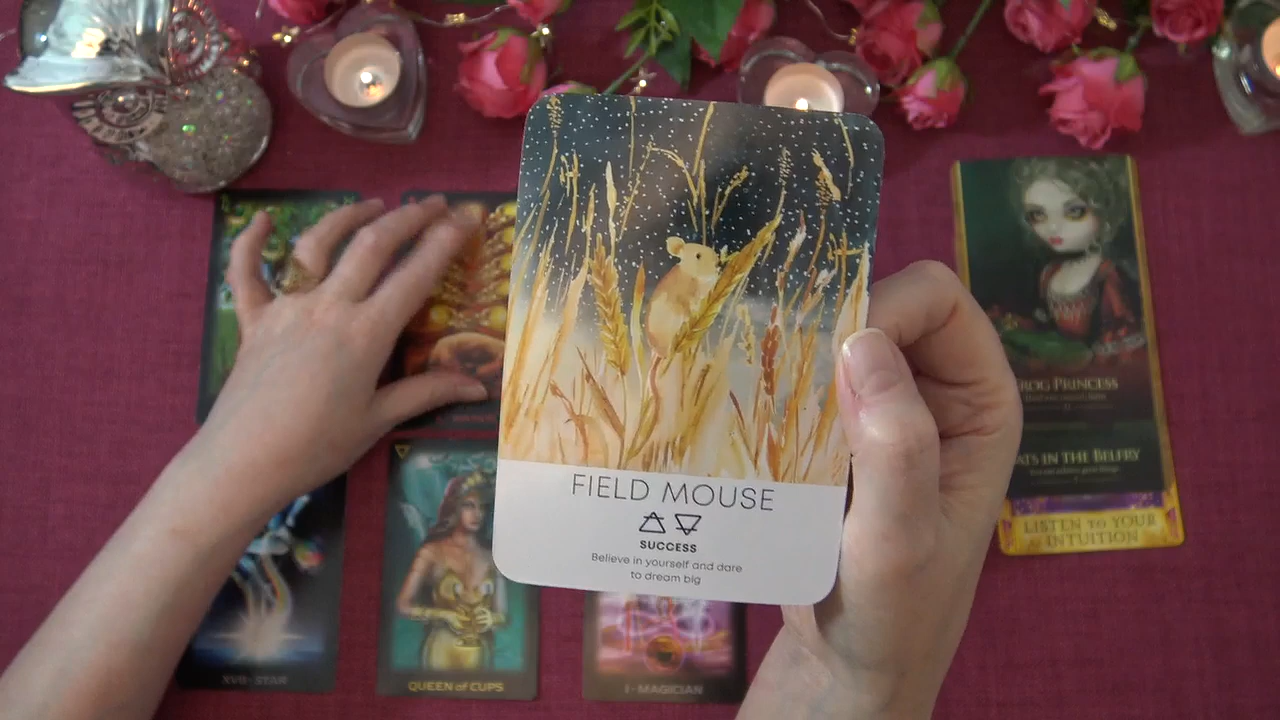 FIELD MOUSE
SUCCESS
Believe in yourself and dare
to dream big
FROG PRINCESS
ATS IN THE BELFRY
LISTEN TO YOUR
INTUITION
XVII·STAR
QUEEN of CUPS
I·MAGICIAN